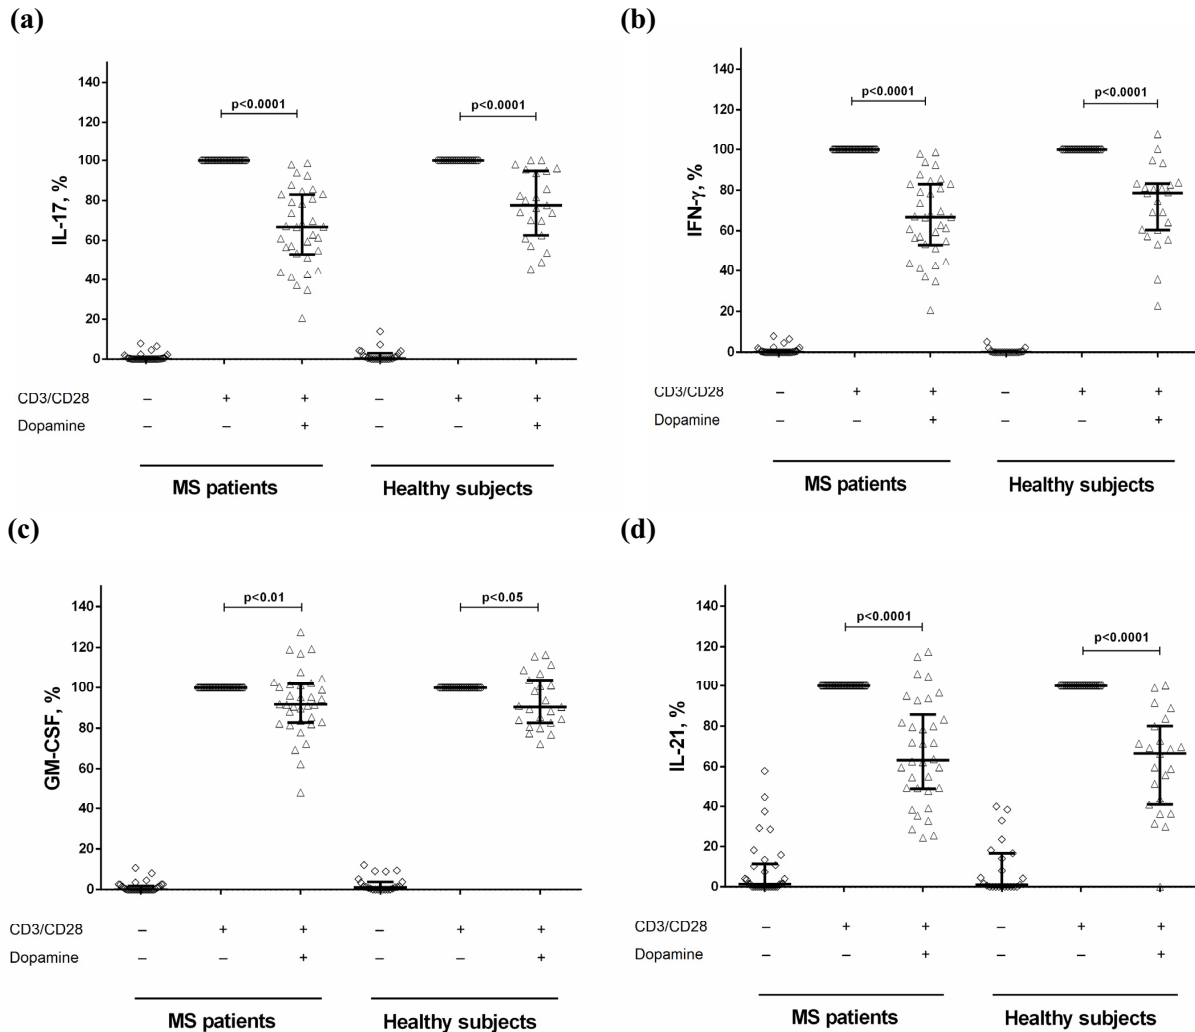 (a)
IL-17, %
140
120
100
80
60
40
20
0
p<0.0001
p<0.0001
CD3/CD28 – + + – + +
Dopamine – – + – – +
MS patients Healthy subjects
(b)
IFN-γ, %
140
120
100
80
60
40
20
0
p<0.0001
p<0.0001
CD3/CD28 – + + – + +
Dopamine – – + – – +
MS patients Healthy subjects
(c)
GM-CSF, %
140
120
100
80
60
40
20
0
p<0.01
p<0.05
CD3/CD28 – + + – + +
Dopamine – – + – – +
MS patients Healthy subjects
(d)
IL-21, %
140
120
100
80
60
40
20
0
p<0.0001
p<0.0001
CD3/CD28 – + + – + +
Dopamine – – + – – +
MS patients Healthy subjects